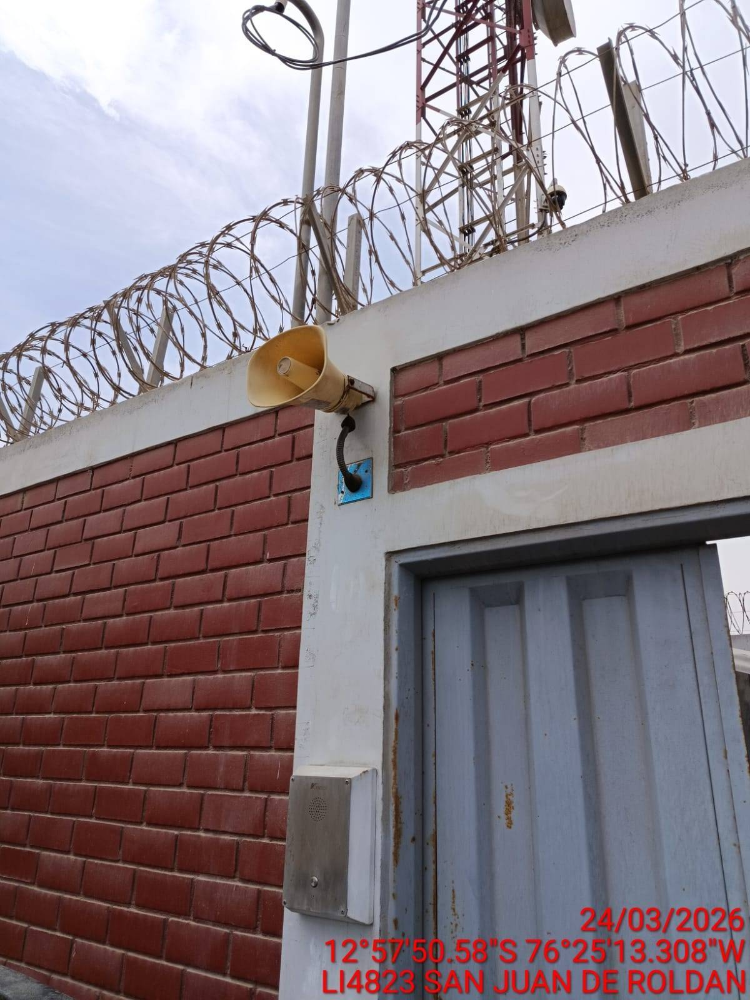 24/03/2026
12°57'50.58"S 76°25'13.308"W
LI4823 SAN JUAN DE ROLDAN